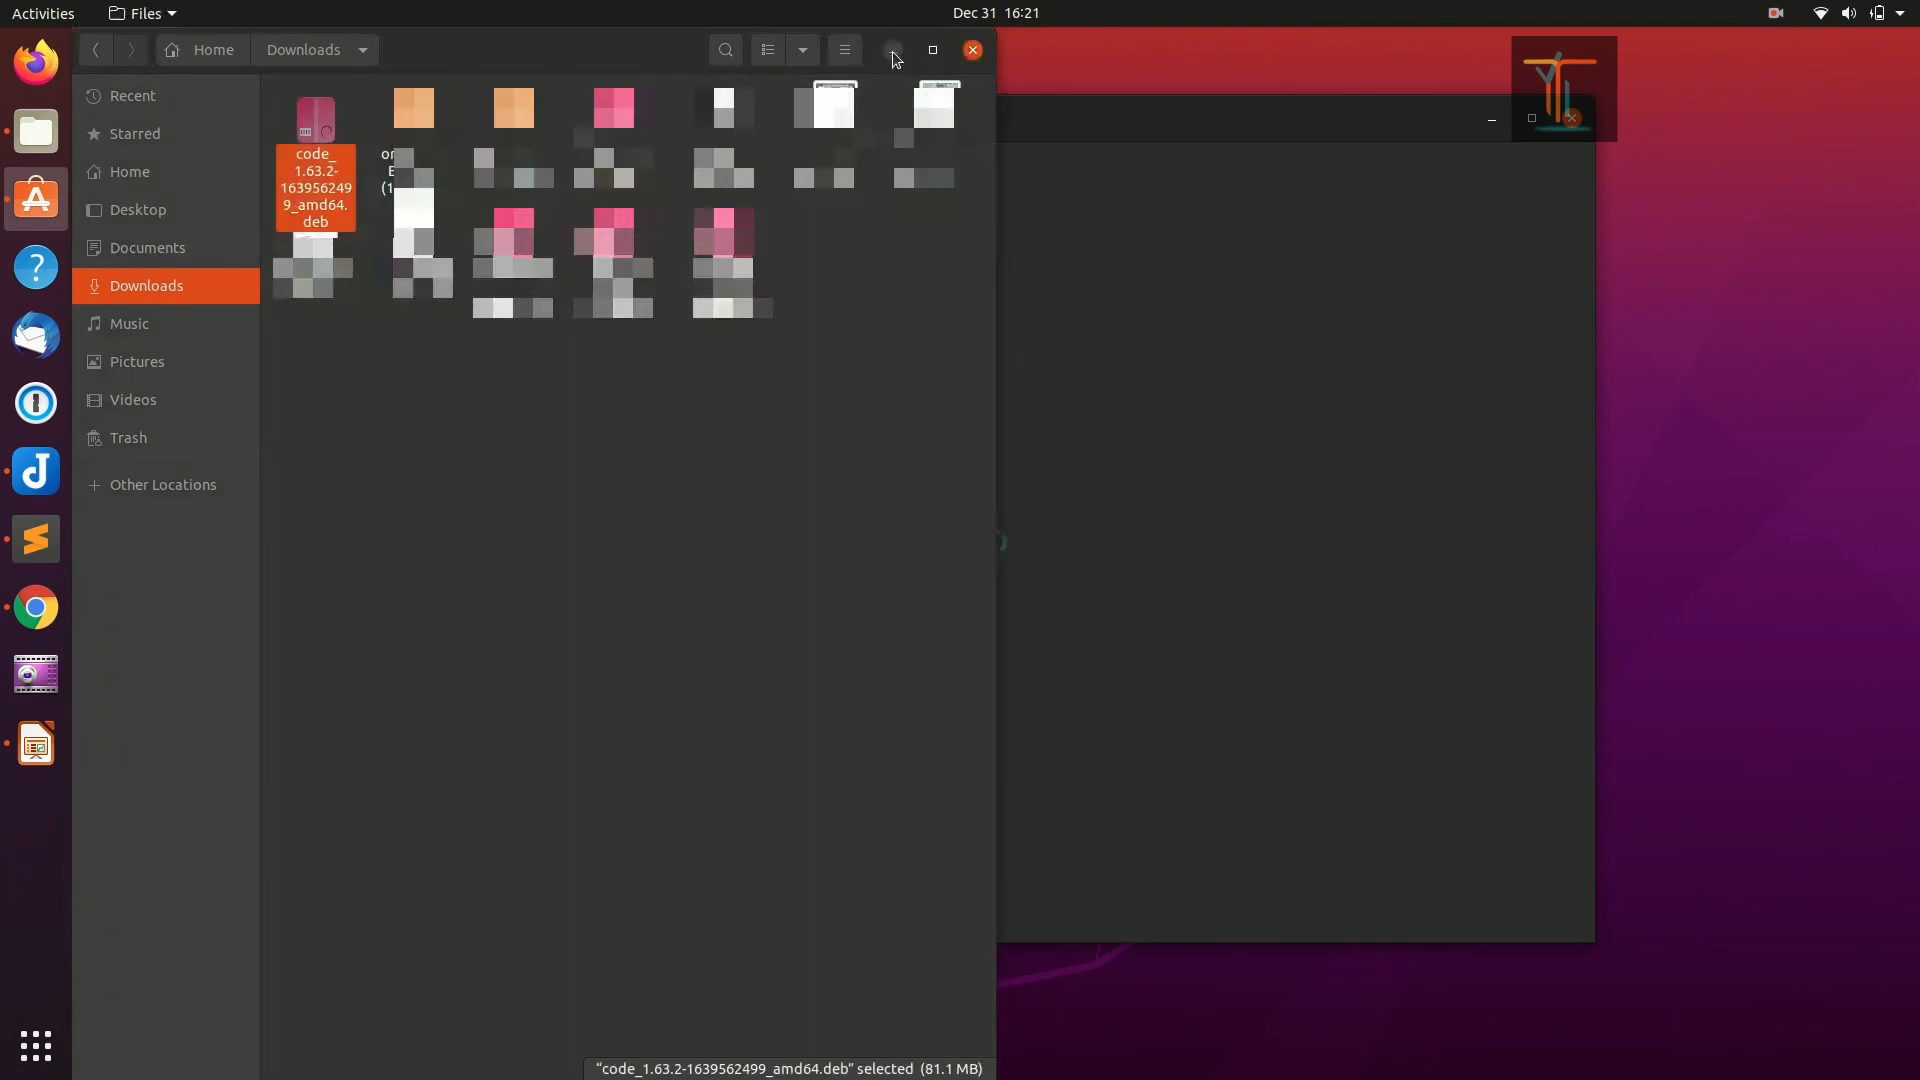 Activities
Files
Dec 31 16:21
Home
Downloads
Recent
Starred
Home
Desktop
Documents
Downloads
Music
Pictures
Videos
Trash
Other Locations
code_
1.63.2-
163956249
9_amd64.
deb
"code_1.63.2-1639562499_amd64.deb" selected (81.1 MB)